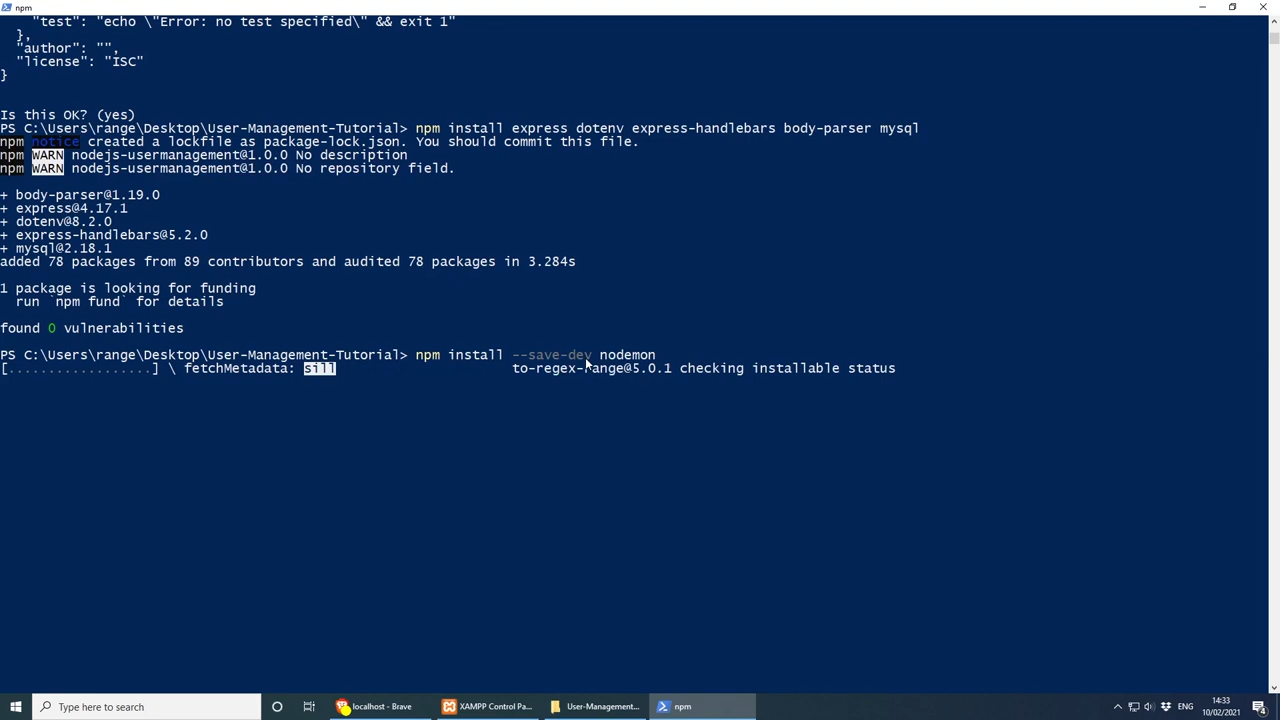 npm
"test": "echo \"Error: no test specified\" && exit 1"
},
"author": "",
"license": "ISC"
}
Is this OK? (yes)
PS C:\Users\range\Desktop\User-Management-Tutorial> npm install express dotenv express-handlebars body-parser mysql
npm notice created a lockfile as package-lock.json. You should commit this file.
npm WARN nodejs-usermanagement@1.0.0 No description
npm WARN nodejs-usermanagement@1.0.0 No repository field.
+ body-parser@1.19.0
+ express@4.17.1
+ dotenv@8.2.0
+ express-handlebars@5.2.0
+ mysql@2.18.1
added 78 packages from 89 contributors and audited 78 packages in 3.284s
1 package is looking for funding
run `npm fund` for details
found 0 vulnerabilities
PS C:\Users\range\Desktop\User-Management-Tutorial> npm install --save-dev nodemon
[..................] \ fetchMetadata: sill to-regex-range@5.0.1 checking installable status
Type here to search
localhost - Brave
XAMPP Control Pa...
User-Management...
npm
ENG
14:33
10/02/2021
4